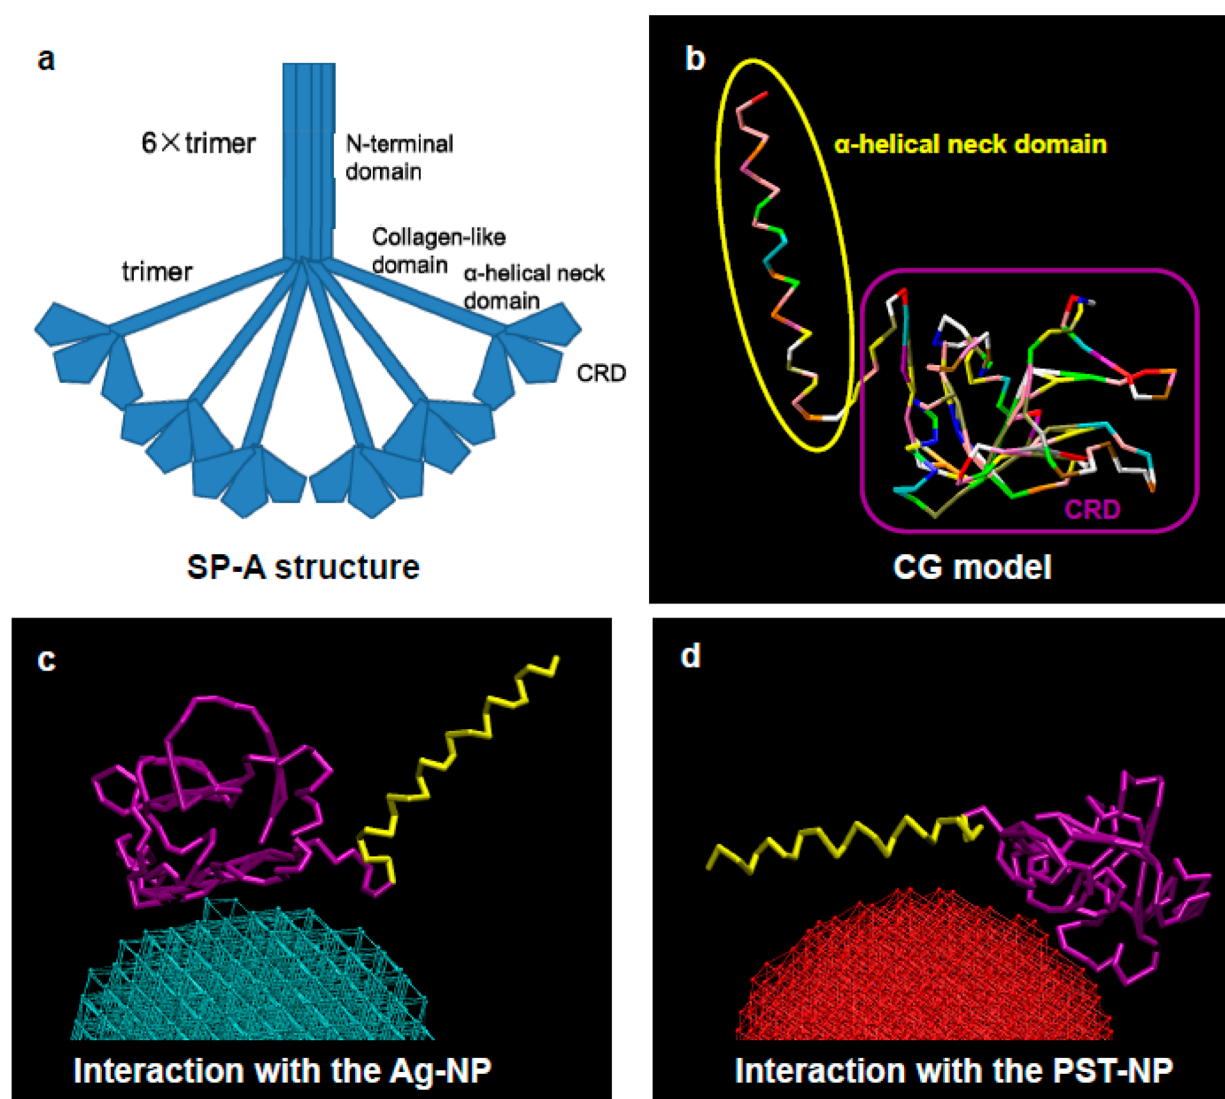 a
6×trimer
N-terminal
domain
Collagen-like
domain
trimer
α-helical neck
domain
CRD
SP-A structure
b
α-helical neck domain
CRD
CG model
c
Interaction with the Ag-NP
d
Interaction with the PST-NP